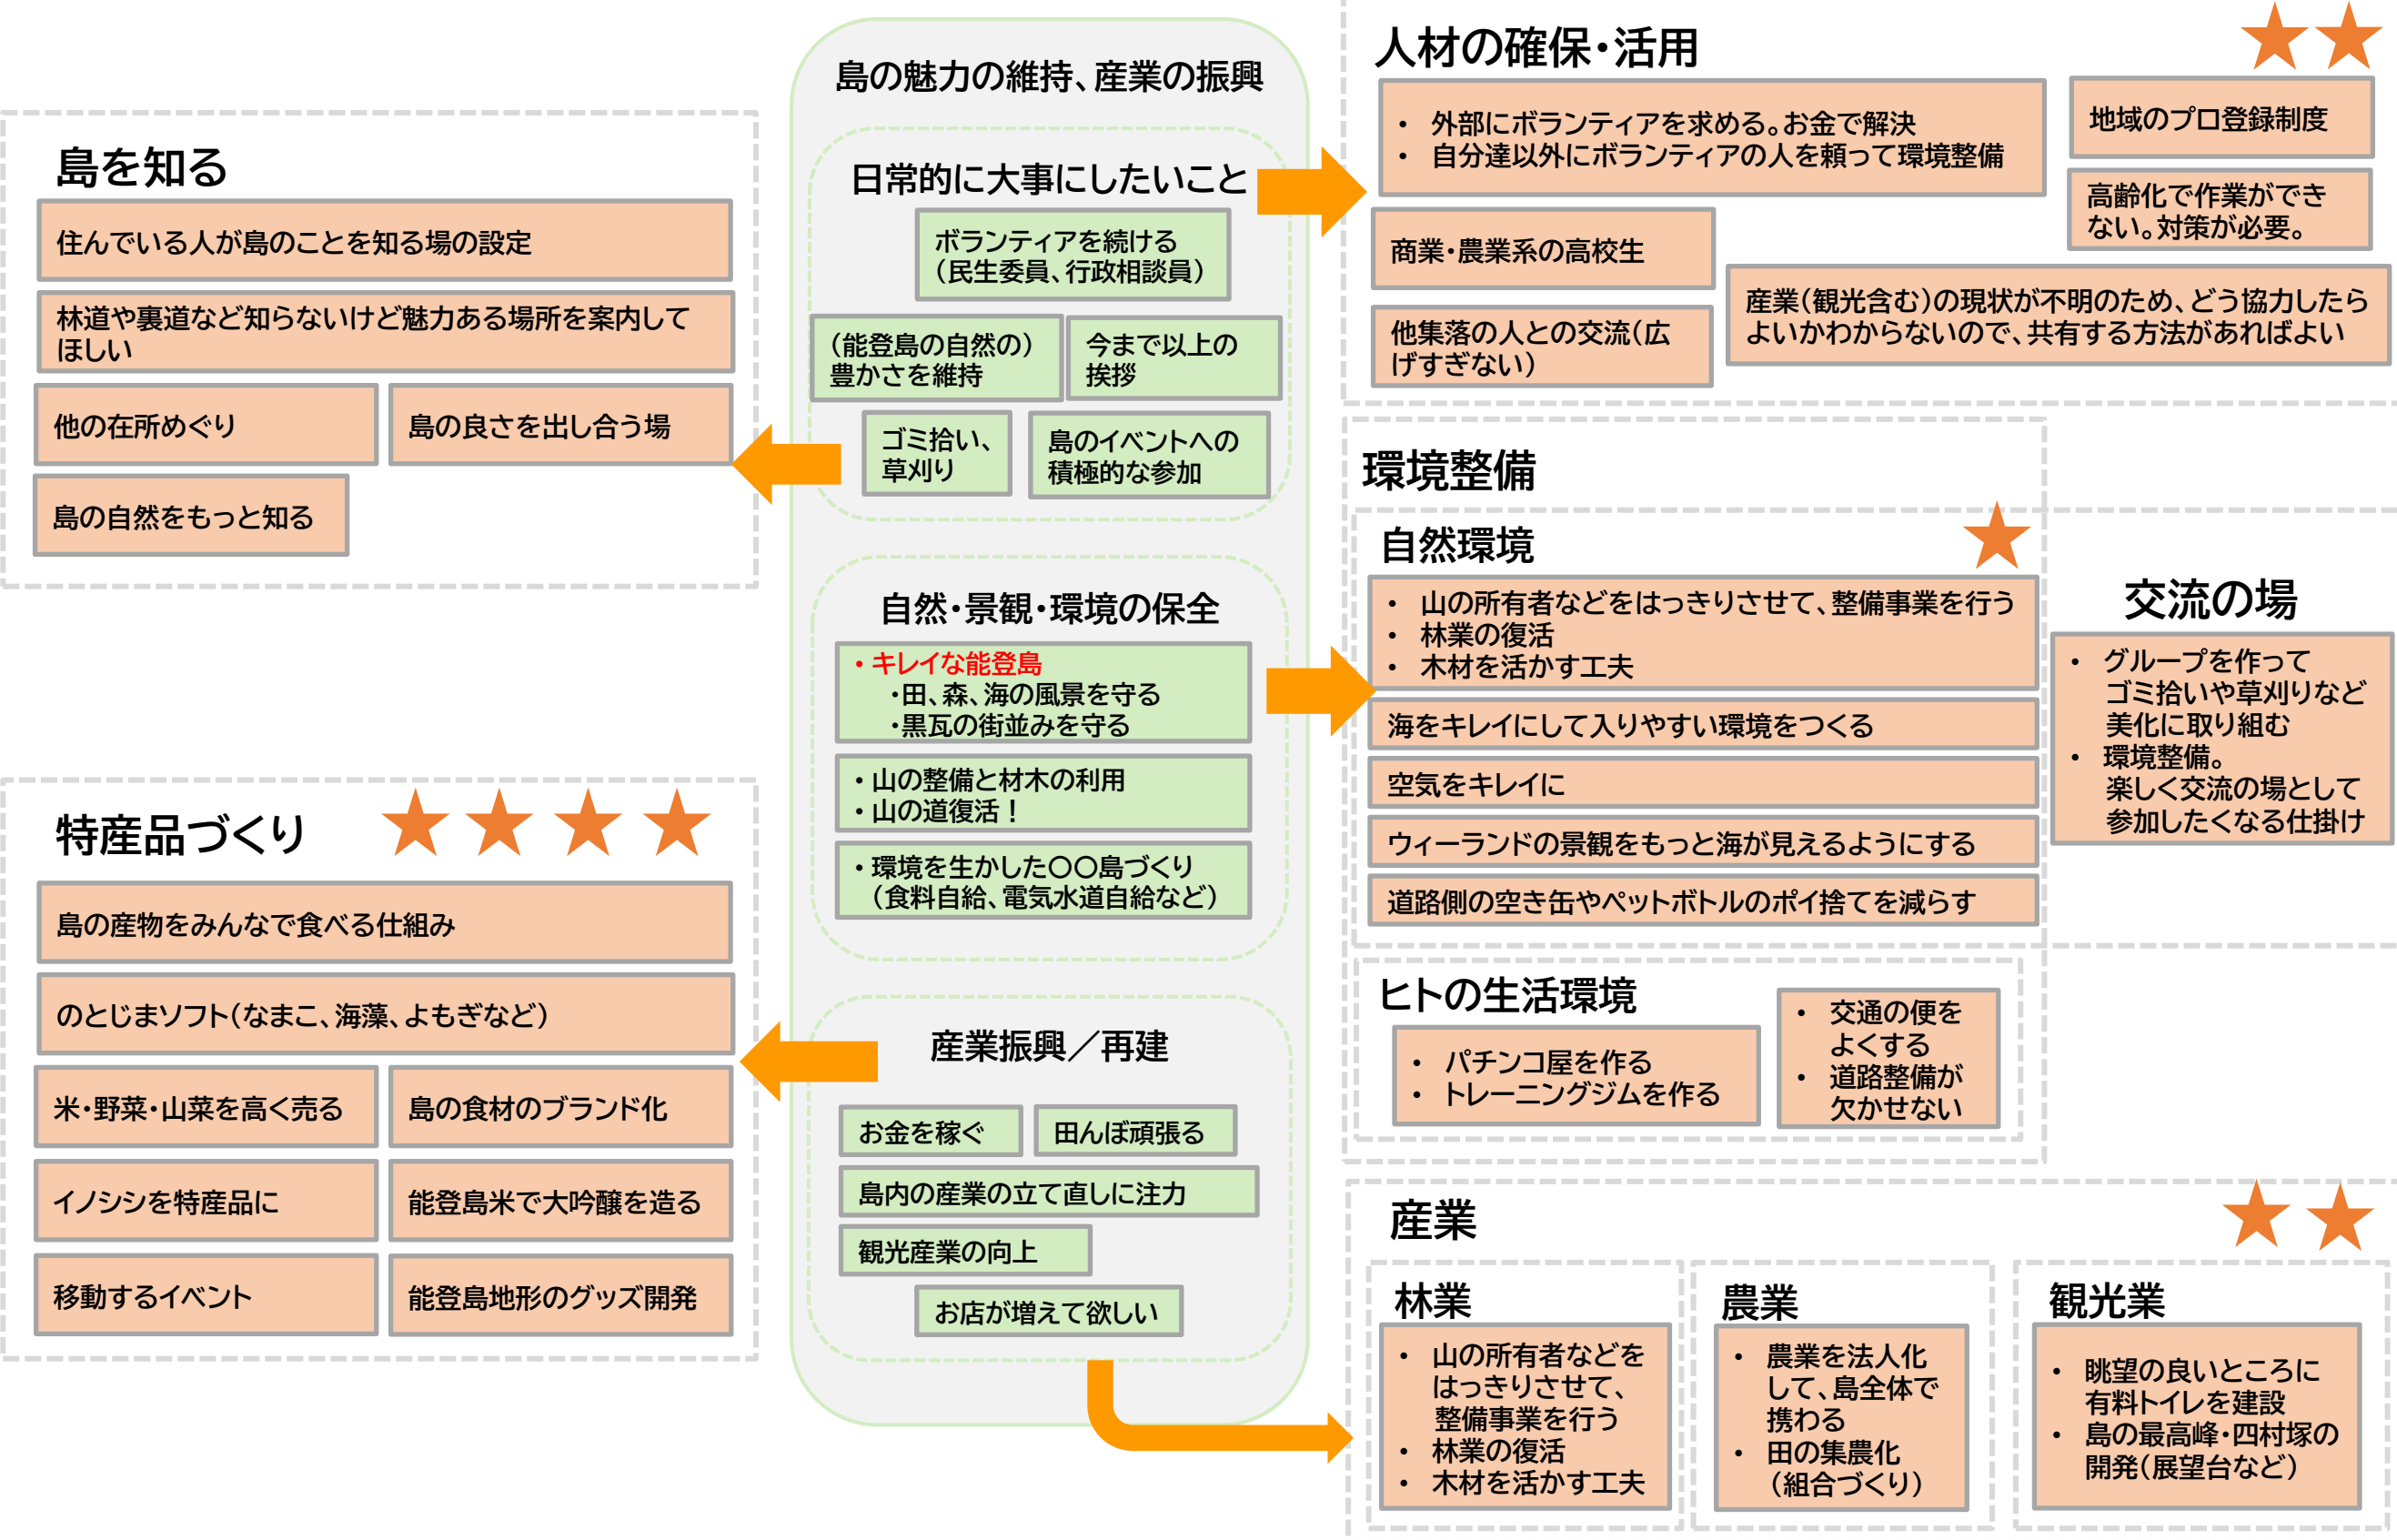 島の魅力の維持、産業の振興
日常的に大事にしたいこと
ボランティアを続ける
（民生委員、行政相談員）
（能登島の自然の）
豊かさを維持
今まで以上の
挨拶
ゴミ拾い、
草刈り
島のイベントへの
積極的な参加
自然・景観・環境の保全
・キレイな能登島
・田、森、海の風景を守る
・黒瓦の街並みを守る
・山の整備と材木の利用
・山の道復活！
・環境を生かした〇〇島づくり
（食料自給、電気水道自給など）
産業振興／再建
お金を稼ぐ
田んぼ頑張る
島内の産業の立て直しに注力
観光産業の向上
お店が増えて欲しい
島を知る
住んでいる人が島のことを知る場の設定
林道や裏道など知らないけど魅力ある場所を案内して
ほしい
他の在所めぐり
島の良さを出し合う場
島の自然をもっと知る
特産品づくり
島の産物をみんなで食べる仕組み
のとじまソフト（なまこ、海藻、よもぎなど）
米・野菜・山菜を高く売る
島の食材のブランド化
イノシシを特産品に
能登島米で大吟醸を造る
移動するイベント
能登島地形のグッズ開発
人材の確保・活用
• 外部にボランティアを求める。お金で解決
• 自分達以外にボランティアの人を頼って環境整備
地域のプロ登録制度
高齢化で作業ができ
ない。対策が必要。
商業・農業系の高校生
産業（観光含む）の現状が不明のため、どう協力したら
よいかわからないので、共有する方法があればよい
他集落の人との交流（広
げすぎない）
環境整備
自然環境
• 山の所有者などをはっきりさせて、整備事業を行う
• 林業の復活
• 木材を活かす工夫
海をキレイにして入りやすい環境をつくる
空気をキレイに
ウィーランドの景観をもっと海が見えるようにする
道路側の空き缶やペットボトルのポイ捨てを減らす
交流の場
• グループを作って
ゴミ拾いや草刈りなど
美化に取り組む
• 環境整備。
楽しく交流の場として
参加したくなる仕掛け
ヒトの生活環境
• パチンコ屋を作る
• トレーニングジムを作る
• 交通の便を
よくする
• 道路整備が
欠かせない
産業
林業
• 山の所有者などを
はっきりさせて、
整備事業を行う
• 林業の復活
• 木材を活かす工夫
農業
• 農業を法人化
して、島全体で
携わる
• 田の集農化
（組合づくり）
観光業
• 眺望の良いところに
有料トイレを建設
• 島の最高峰・四村塚の
開発（展望台など）